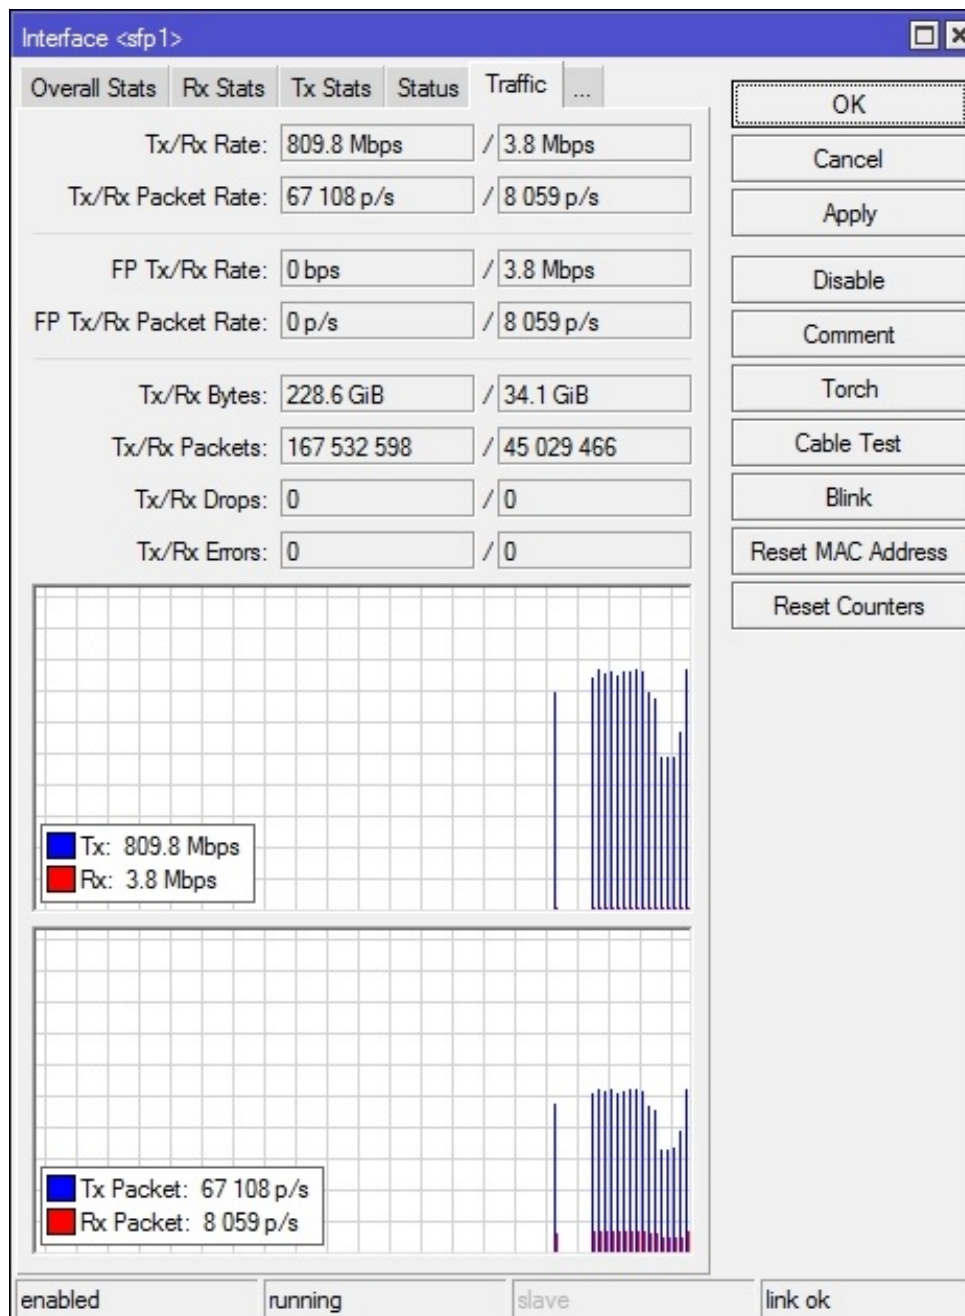 Interface <sfp1>
Overall Stats Rx Stats Tx Stats Status Traffic ...
Tx/Rx Rate: 809.8 Mbps / 3.8 Mbps
Tx/Rx Packet Rate: 67 108 p/s / 8 059 p/s
FP Tx/Rx Rate: 0 bps / 3.8 Mbps
FP Tx/Rx Packet Rate: 0 p/s / 8 059 p/s
Tx/Rx Bytes: 228.6 GiB / 34.1 GiB
Tx/Rx Packets: 167 532 598 / 45 029 466
Tx/Rx Drops: 0 / 0
Tx/Rx Errors: 0 / 0
Tx: 809.8 Mbps
Rx: 3.8 Mbps
Tx Packet: 67 108 p/s
Rx Packet: 8 059 p/s
OK
Cancel
Apply
Disable
Comment
Torch
Cable Test
Blink
Reset MAC Address
Reset Counters
enabled running slave link ok